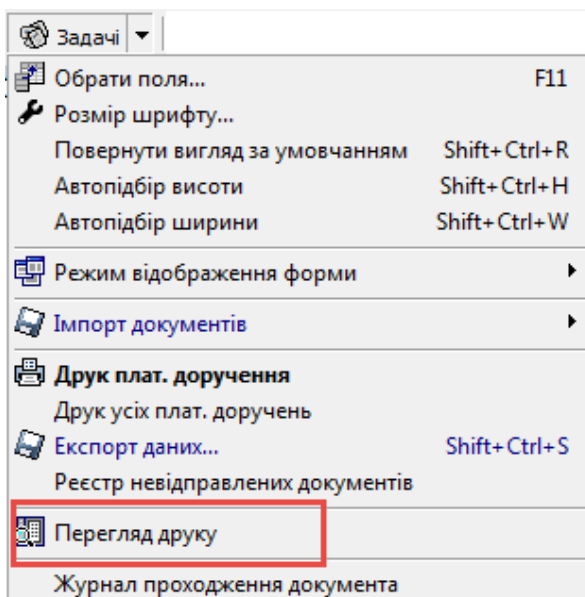 Задачі
Обрати поля... F11
Розмір шрифту...
Повернути вигляд за умовчанням Shift+Ctrl+R
Автопідбір висоти Shift+Ctrl+H
Автопідбір ширини Shift+Ctrl+W
Режим відображення форми
Імпорт документів
Друк плат. доручення
Друк усіх плат. доручень
Експорт даних... Shift+Ctrl+S
Реєстр невідправлених документів
Перегляд друку
Журнал проходження документа